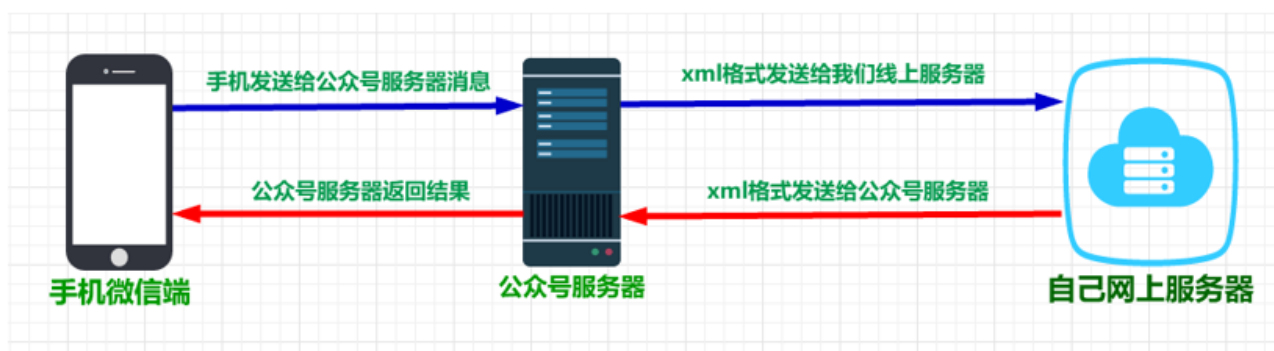 手机发送给公众号服务器消息
xml格式发送给我们线上服务器
公众号服务器返回结果
xml格式发送给公众号服务器
手机微信端
公众号服务器
自己网上服务器